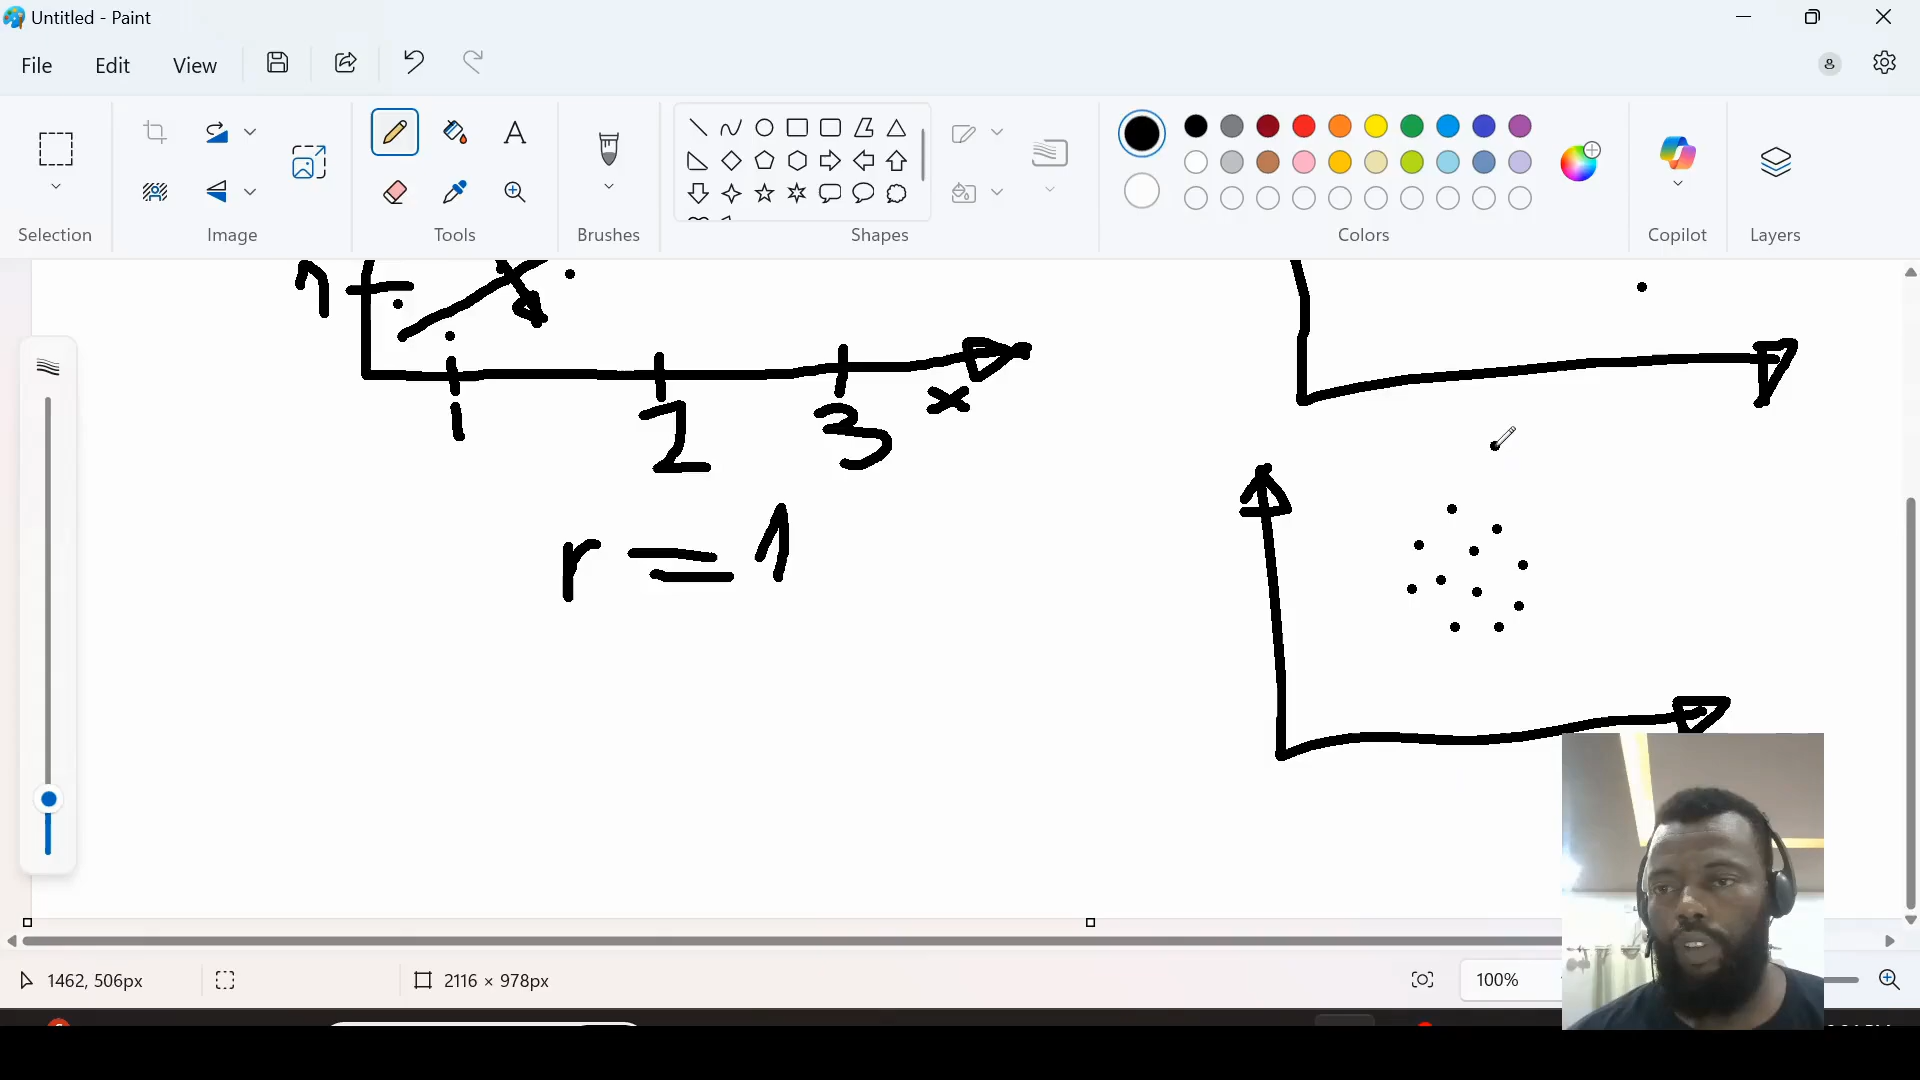 Untitled - Paint
File Edit View
Selection Image Tools Brushes Shapes Colors Copilot Layers
A
1
x
1 2 3
r = 1
1462, 506px
2116 × 978px
100%